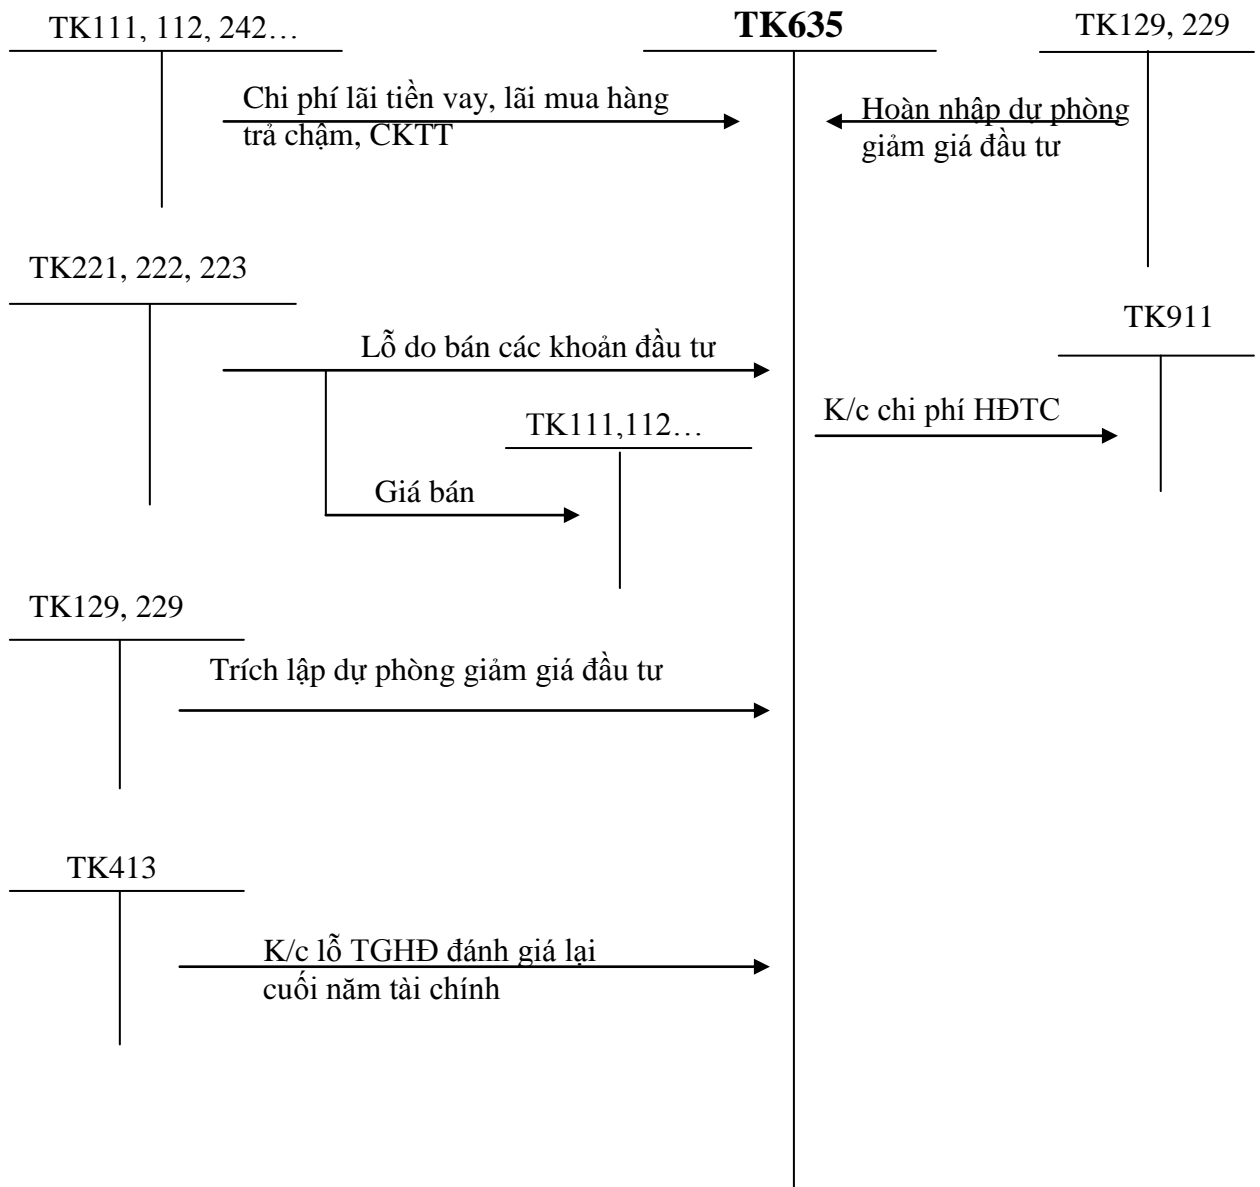 TK111, 112, 242…
TK635
TK129, 229
Chi phí lãi tiền vay, lãi mua hàng
trả chậm, CKTT
Hoàn nhập dự phòng
giảm giá đầu tư
TK221, 222, 223
TK911
Lỗ do bán các khoản đầu tư
K/c chi phí HĐTC
TK111,112…
Giá bán
TK129, 229
Trích lập dự phòng giảm giá đầu tư
TK413
K/c lỗ TGHĐ đánh giá lại
cuối năm tài chính